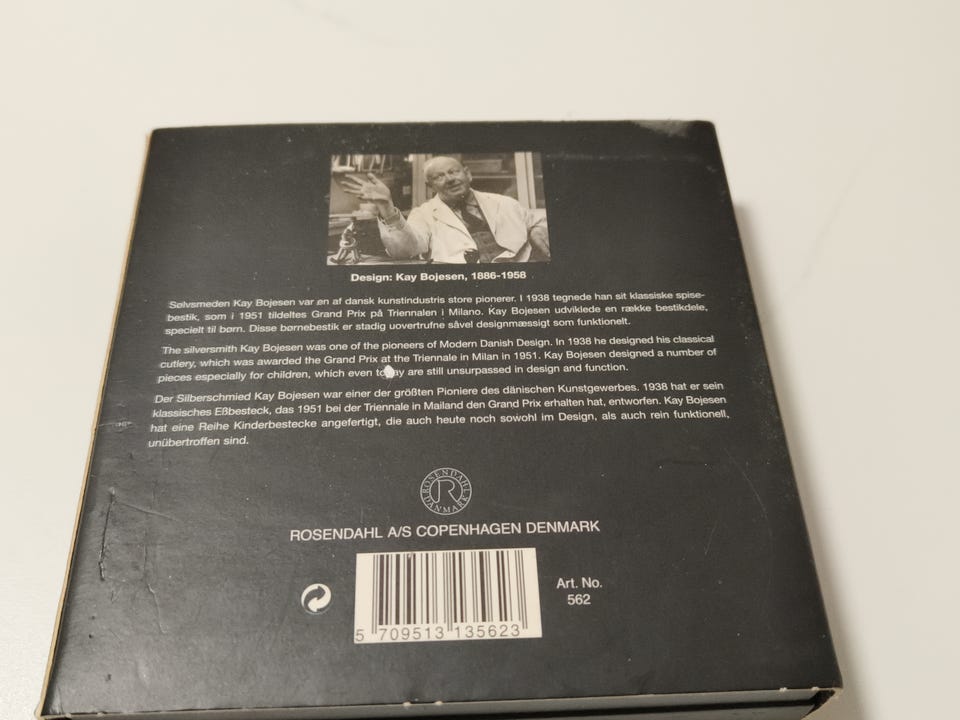 Design: Kay Bojesen, 1886-1958
Sølvsmeden Kay Bojesen var en af dansk kunstindustris store pionerer. I 1938 tegnede han sit klassiske spise-
bestik, som i 1951 tildeltes Grand Prix på Triennalen i Milano. Kay Bojesen udviklede en række bestikdele,
specielt til børn. Disse børnebestik er stadig uovertrufne såvel designmæssigt som funktionelt.
The silversmith Kay Bojesen was one of the pioneers of Modern Danish Design. In 1938 he designed his classical
cutlery, which was awarded the Grand Prix at the Triennale in Milan in 1951. Kay Bojesen designed a number of
pieces especially for children, which even today are still unsurpassed in design and function.
Der Silberschmied Kay Bojesen war einer der größten Pioniere des dänischen Kunstgewerbes. 1938 hat er sein
klassisches Eßbesteck, das 1951 bei der Triennale in Mailand den Grand Prix erhalten hat, entworfen. Kay Bojesen
hat eine Reihe Kinderbestecke angefertigt, die auch heute noch sowohl im Design, als auch rein funktionell,
unübertroffen sind.
ROSENDAHL
R
DANMARK
ROSENDAHL A/S COPENHAGEN DENMARK
Art. No.
562
5 709513 135623